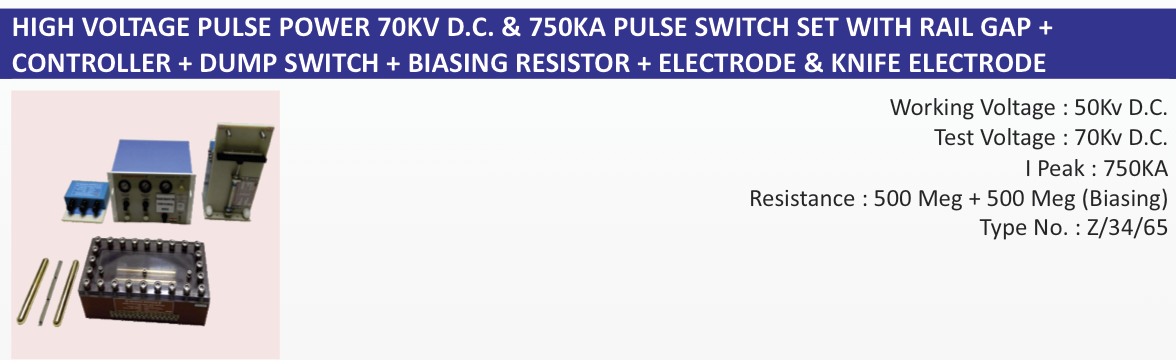 HIGH VOLTAGE PULSE POWER 70KV D.C. & 750KA PULSE SWITCH SET WITH RAIL GAP +
CONTROLLER + DUMP SWITCH + BIASING RESISTOR + ELECTRODE & KNIFE ELECTRODE
Working Voltage : 50Kv D.C.
Test Voltage : 70Kv D.C.
I Peak : 750KA
Resistance : 500 Meg + 500 Meg (Biasing)
Type No. : Z/34/65